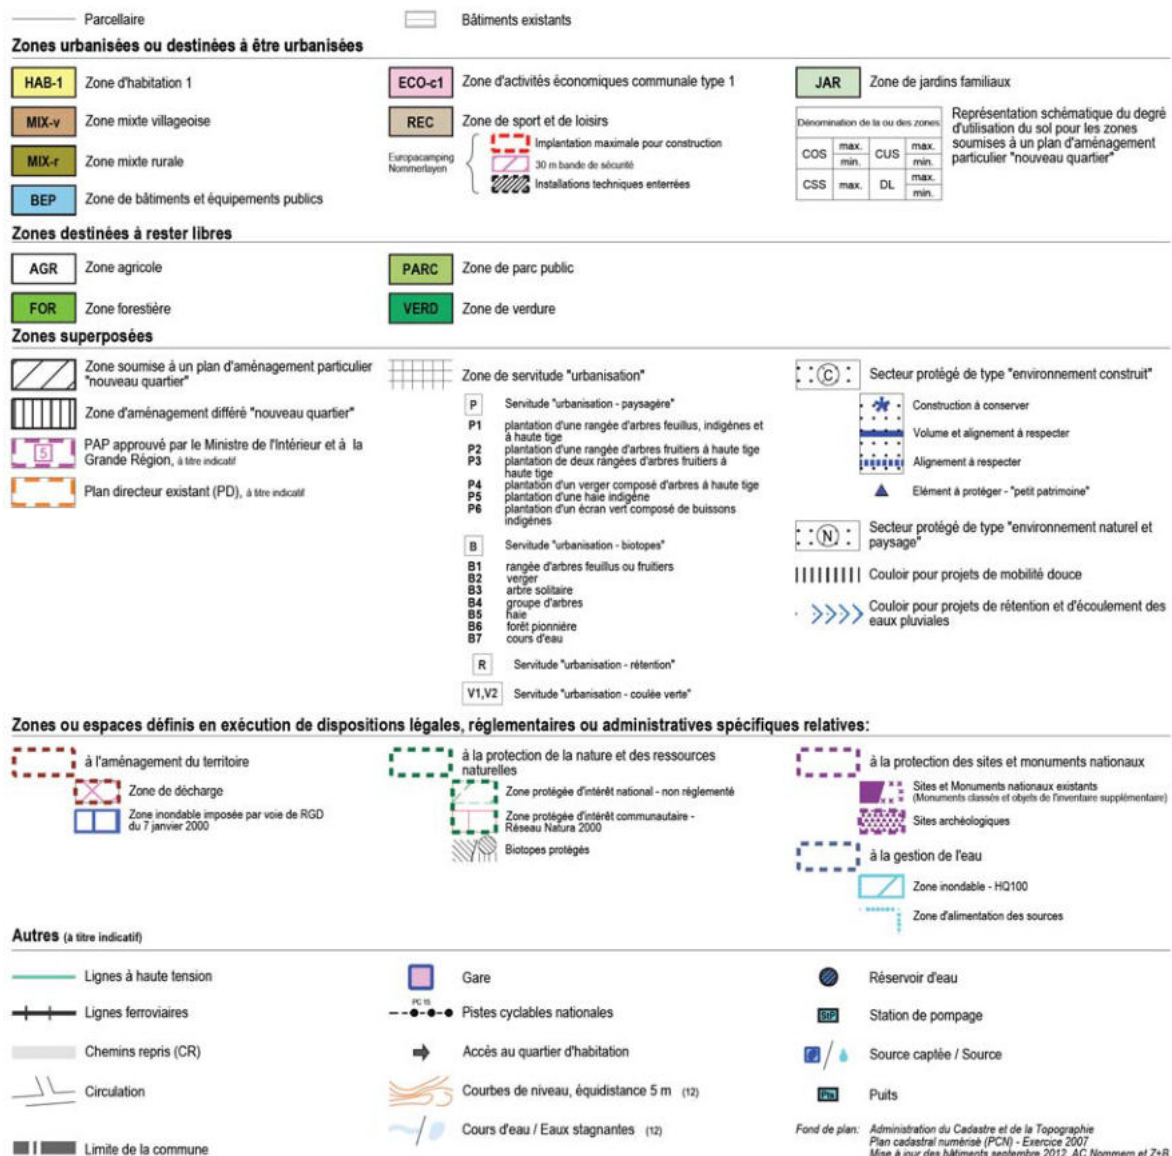 Parcellaire
Bâtiments existants
Zones urbanisées ou destinées à être urbanisées
HAB-1 Zone d'habitation 1
MIX-v Zone mixte villageoise
MIX-r Zone mixte rurale
BEP Zone de bâtiments et équipements publics
ECO-c1 Zone d'activités économiques communale type 1
REC Zone de sport et de loisirs
Europacamping
Nommerlayen
Implantation maximale pour construction
30 m bande de sécurité
Installations techniques enterrées
JAR Zone de jardins familiaux
Dénomination de la ou des zones
COS max. CUS max.
min. min.
CSS max. DL max.
min.
Représentation schématique du degré
d'utilisation du sol pour les zones
soumises à un plan d'aménagement
particulier "nouveau quartier"
Zones destinées à rester libres
AGR Zone agricole
FOR Zone forestière
PARC Zone de parc public
VERD Zone de verdure
Zones superposées
Zone soumise à un plan d'aménagement particulier
"nouveau quartier"
Zone d'aménagement différé "nouveau quartier"
5 PAP approuvé par le Ministre de l'Intérieur et à la
Grande Région, à titre indicatif
Plan directeur existant (PD), à titre indicatif
Zone de servitude "urbanisation"
P Servitude "urbanisation - paysagère"
P1 plantation d'une rangée d'arbres feuillus, indigènes et
à haute tige
P2 plantation d'une rangée d'arbres fruitiers à haute tige
P3 plantation de deux rangées d'arbres fruitiers à
haute tige
P4 plantation d'un verger composé d'arbres à haute tige
P5 plantation d'une haie indigène
P6 plantation d'un écran vert composé de buissons
indigènes
B Servitude "urbanisation - biotopes"
B1 rangée d'arbres feuillus ou fruitiers
B2 verger
B3 arbre solitaire
B4 groupe d'arbres
B5 haie
B6 forêt pionnière
B7 cours d'eau
R Servitude "urbanisation - rétention"
V1,V2 Servitude "urbanisation - coulée verte"
C Secteur protégé de type "environnement construit"
Construction à conserver
Volume et alignement à respecter
Alignement à respecter
Elément à protéger - "petit patrimoine"
N Secteur protégé de type "environnement naturel et
paysage"
Couloir pour projets de mobilité douce
Couloir pour projets de rétention et d'écoulement des
eaux pluviales
Zones ou espaces définis en exécution de dispositions légales, réglementaires ou administratives spécifiques relatives:
à l'aménagement du territoire
Zone de décharge
Zone inondable imposée par voie de RGD
du 7 janvier 2000
à la protection de la nature et des ressources
naturelles
Zone protégée d'intérêt national - non réglementé
Zone protégée d'intérêt communautaire -
Réseau Natura 2000
Biotopes protégés
à la protection des sites et monuments nationaux
Sites et Monuments nationaux existants
(Monuments classés et objets de l'inventaire supplémentaire)
Sites archéologiques
à la gestion de l'eau
Zone inondable - HQ100
Zone d'alimentation des sources
Autres (à titre indicatif)
Lignes à haute tension
Lignes ferroviaires
Chemins repris (CR)
Circulation
Limite de la commune
Gare
PC 15
Pistes cyclables nationales
Accès au quartier d'habitation
Courbes de niveau, équidistance 5 m (12)
Cours d'eau / Eaux stagnantes (12)
Réservoir d'eau
StP Station de pompage
Source captée / Source
Pts Puits
Fond de plan: Administration du Cadastre et de la Topographie
Plan cadastral numérisé (PCN) - Exercice 2007
Mise à jour des bâtiments septembre 2012, AC Nommern et Z+B